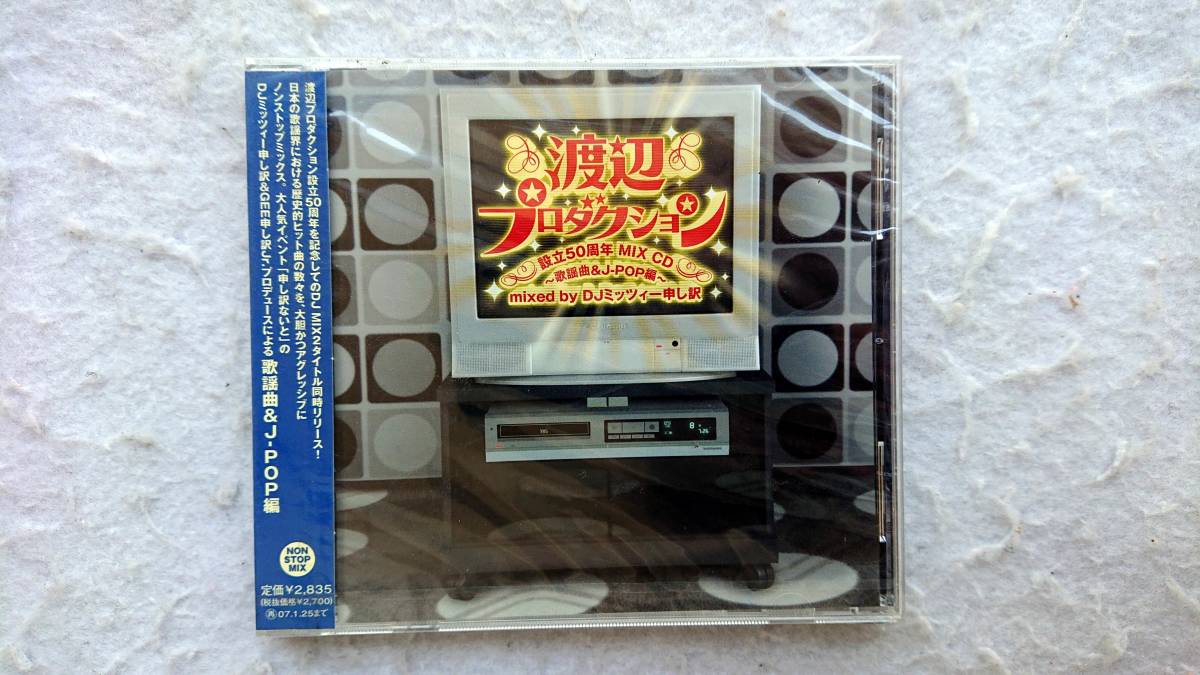 渡辺プロダクション設立50周年を記念してのDJ MIX2タイトル同時リリース！
日本の歌謡界における歴史的ヒット曲の数々を、大胆かつアグレッシブに
ノンストップミックス。大人気イベント「申し訳ないと」の
DJミッツィー申し訳&GEE申し訳Jr.プロデュースによる 歌謡曲&J-POP編
NON
STOP
MIX
定価¥2,835
(税抜価格¥2,700)
再 07.1.25まで
渡辺
プロダクション
設立50周年 MIX CD
～歌謡曲&J-POP編～
mixed by DJミッツィー申し訳
VHS